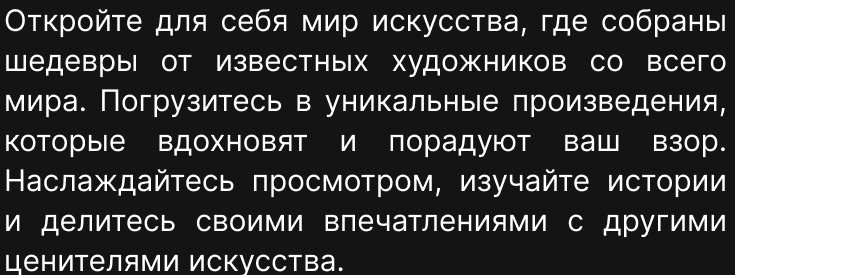 Откройте для себя мир искусства, где собраны
шедевры от известных художников со всего
мира. Погрузитесь в уникальные произведения,
которые вдохновят и порадуют ваш взор.
Наслаждайтесь просмотром, изучайте истории
и делитесь своими впечатлениями с другими
ценителями искусства.